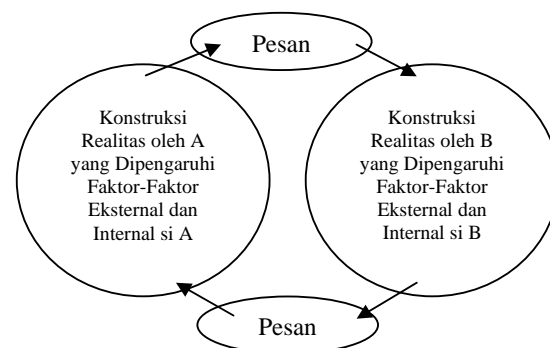 Pesan
Konstruksi
Realitas oleh A
yang Dipengaruhi
Faktor-Faktor
Eksternal dan
Internal si A
Konstruksi
Realitas oleh B
yang Dipengaruhi
Faktor-Faktor
Eksternal dan
Internal si B
Pesan